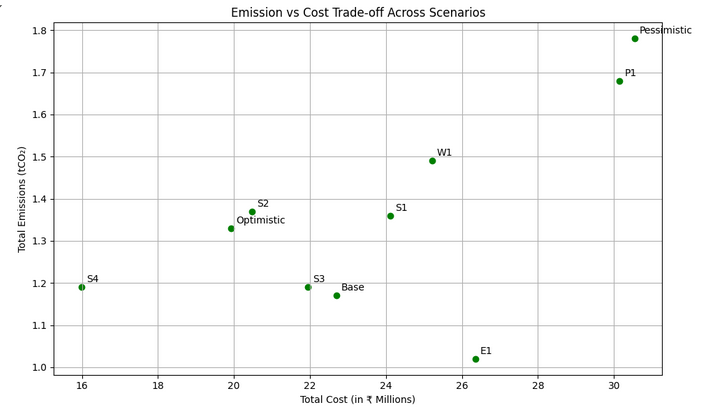 Emission vs Cost Trade-off Across Scenarios
Total Emissions (tCO₂)
1.8
1.7
1.6
1.5
1.4
1.3
1.2
1.1
1.0
Pessimistic
P1
W1
S2
S1
Optimistic
S4
S3
Base
E1
16
18
20
22
24
26
28
30
Total Cost (in ₹ Millions)